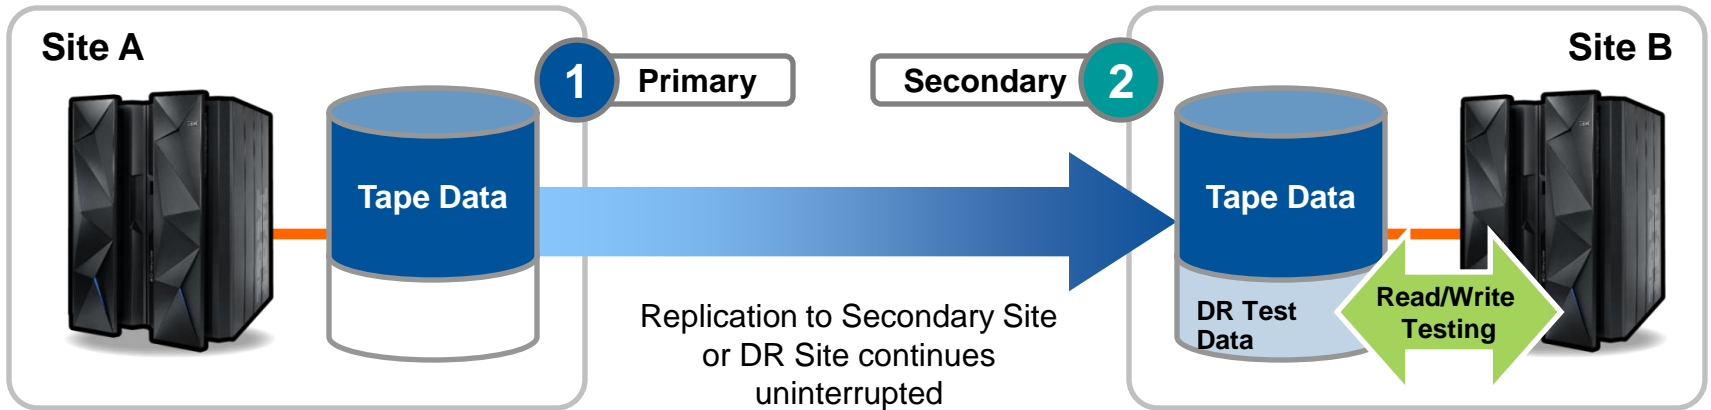 Site A
1
Primary
Secondary
2
Site B
Tape Data
Tape Data
Replication to Secondary Site
or DR Site continues
uninterrupted
DR Test
Data
Read/Write
Testing